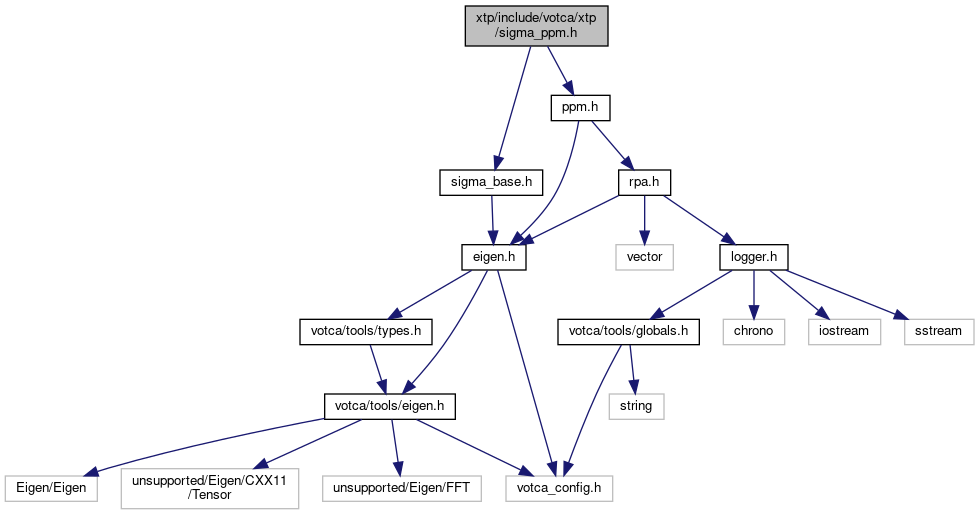 xtp/include/votca/xtp
/sigma_ppm.h
ppm.h
sigma_base.h
rpa.h
eigen.h
vector
logger.h
votca/tools/types.h
votca/tools/globals.h
chrono
iostream
sstream
votca/tools/eigen.h
string
Eigen/Eigen
unsupported/Eigen/CXX11
/Tensor
unsupported/Eigen/FFT
votca_config.h